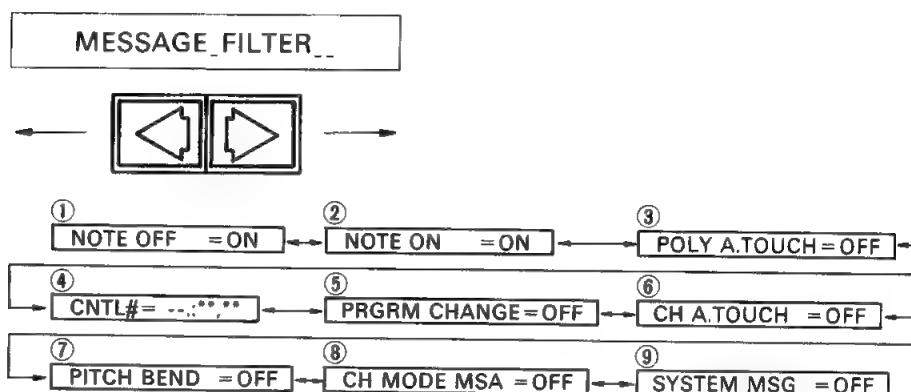 MESSAGE_FILTER_ _
① ② ③
NOTE OFF =ON NOTE ON =ON POLY A.TOUCH=OFF
④ ⑤ ⑥
CNTL#= --.:**,** PRGRM CHANGE=OFF CH A.TOUCH =OFF
⑦ ⑧ ⑨
PITCH BEND =OFF CH MODE MSA =OFF SYSTEM MSG =OFF